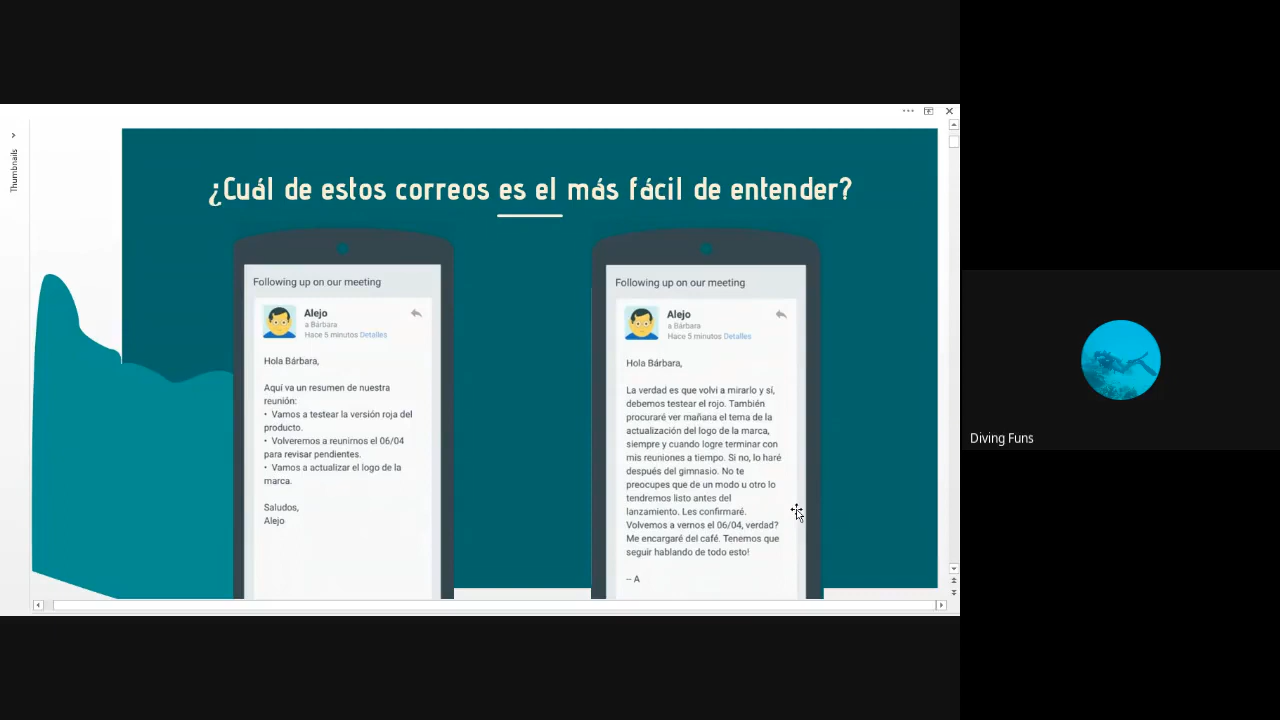 Thumbnails
¿Cuál de estos correos es el más fácil de entender?
Following up on our meeting
Alejo
a Bárbara
Hace 5 minutos Detalles
Hola Bárbara,
Aquí va un resumen de nuestra
reunión:
• Vamos a testear la versión roja del
producto.
• Volveremos a reunirnos el 06/04
para revisar pendientes.
• Vamos a actualizar el logo de la
marca.
Saludos,
Alejo
Following up on our meeting
Alejo
a Bárbara
Hace 5 minutos Detalles
Hola Bárbara,
La verdad es que volví a mirarlo y sí,
debemos testear el rojo. También
procuraré ver mañana el tema de la
actualización del logo de la marca,
siempre y cuando logre terminar con
mis reuniones a tiempo. Si no, lo haré
después del gimnasio. No te
preocupes que de un modo u otro lo
tendremos listo antes del
lanzamiento. Les confirmaré.
Volvemos a vernos el 06/04, verdad?
Me encargaré del café. Tenemos que
seguir hablando de todo esto!
– A
Diving Funs